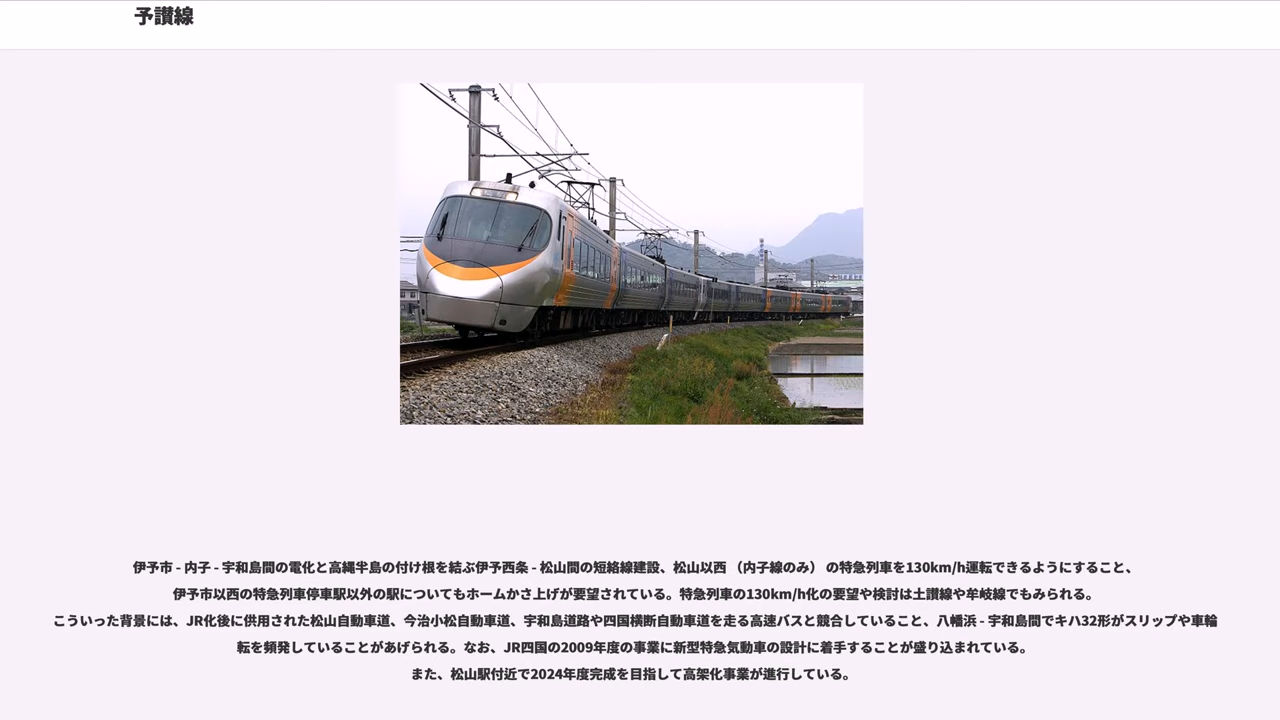 予讃線
伊予市 - 内子 - 宇和島間の電化と高縄半島の付け根を結ぶ伊予西条 - 松山間の短絡線建設、松山以西 （内子線のみ） の特急列車を130km/h運転できるようにすること、
伊予市以西の特急列車停車駅以外の駅についてもホームかさ上げが要望されている。特急列車の130km/h化の要望や検討は土讃線や牟岐線でもみられる。
こういった背景には、JR化後に供用された松山自動車道、今治小松自動車道、宇和島道路や四国横断自動車道を走る高速バスと競合していること、八幡浜 - 宇和島間でキハ32形がスリップや車輪
転を頻発していることがあげられる。なお、JR四国の2009年度の事業に新型特急気動車の設計に着手することが盛り込まれている。
また、松山駅付近で2024年度完成を目指して高架化事業が進行している。